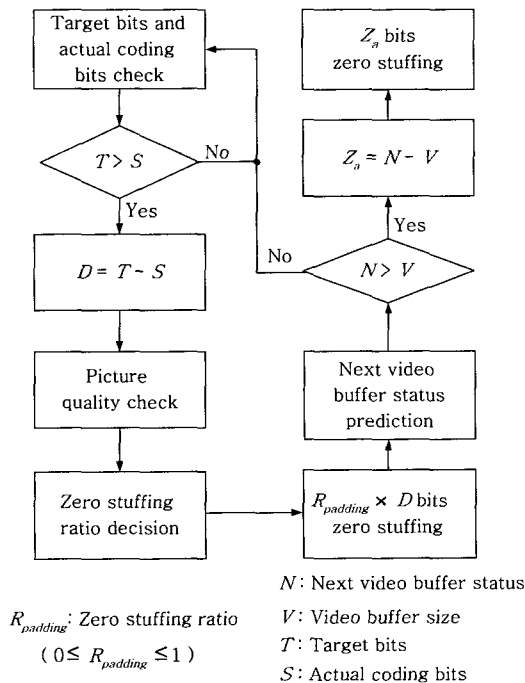 Target bits and
actual coding
bits check
T > S
No
Yes
D = T − S
Picture
quality check
Zero stuffing
ratio decision
R_padding × D bits
zero stuffing
Next video
buffer status
prediction
N > V
No
Yes
Z_a = N − V
Z_a bits
zero stuffing
R_padding : Zero stuffing ratio
( 0≤ R_padding ≤1 )
N : Next video buffer status
V : Video buffer size
T : Target bits
S : Actual coding bits